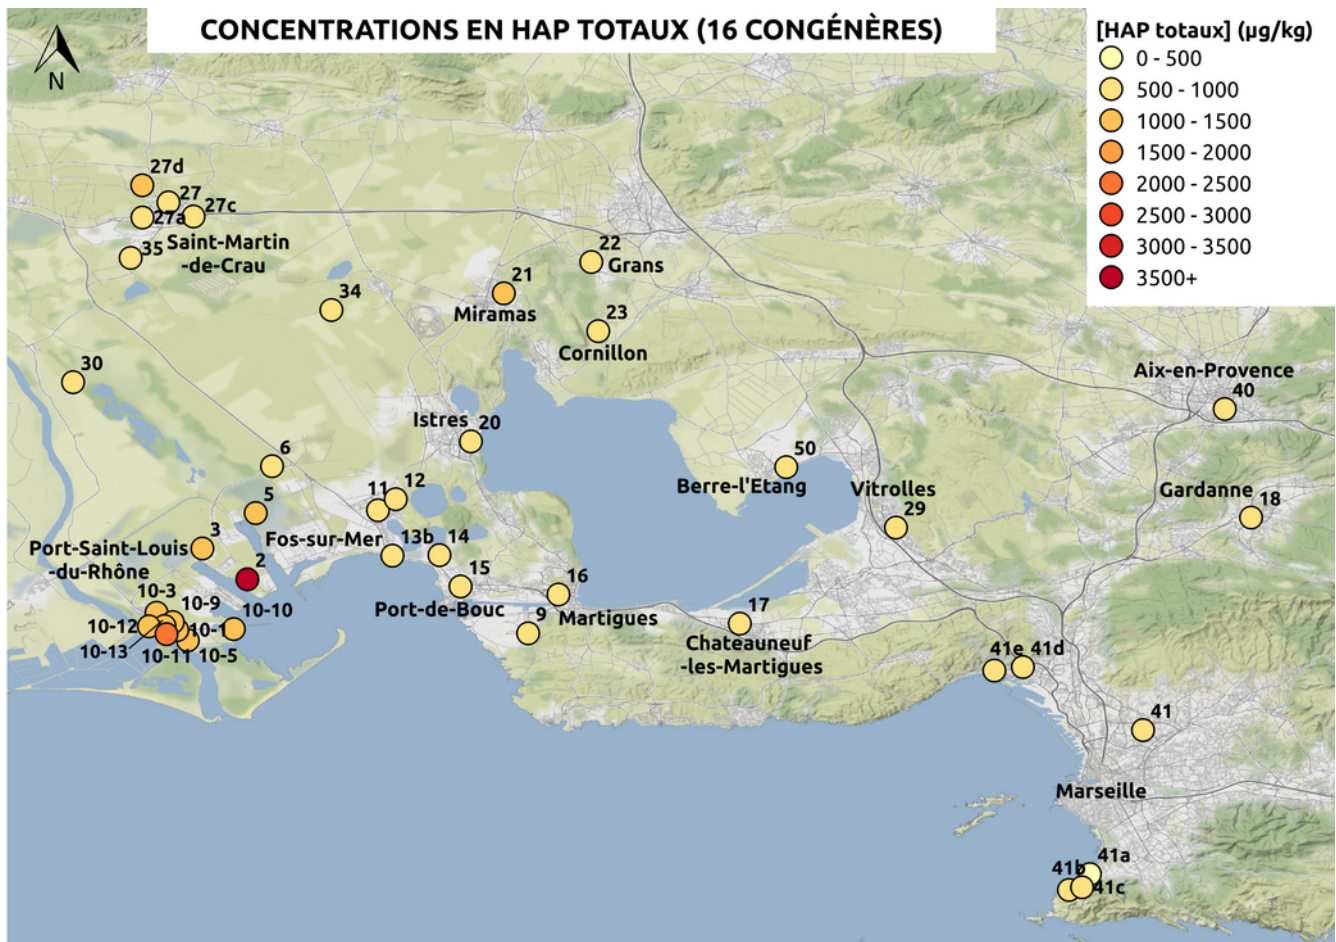 CONCENTRATIONS EN HAP TOTAUX (16 CONGÉNÈRES)
N
[HAP totaux] (µg/kg)
0 - 500
500 - 1000
1000 - 1500
1500 - 2000
2000 - 2500
2500 - 3000
3000 - 3500
3500+
27d
27
27c
27a
Saint-Martin
-de-Crau
35
22
Grans
21
Miramas
34
23
Cornillon
30
Aix-en-Provence
40
Istres
20
6
50
Berre-l'Etang
Vitrolles
29
Gardanne
18
5
11
12
3
Fos-sur-Mer
13b
14
Port-Saint-Louis
-du-Rhône
2
15
Port-de-Bouc
16
Martigues
9
17
Chateauneuf
-les-Martigues
10-3
10-9
10-10
10-12
10-1
10-13
10-11
10-5
41e
41d
41
Marseille
41a
41b
41c